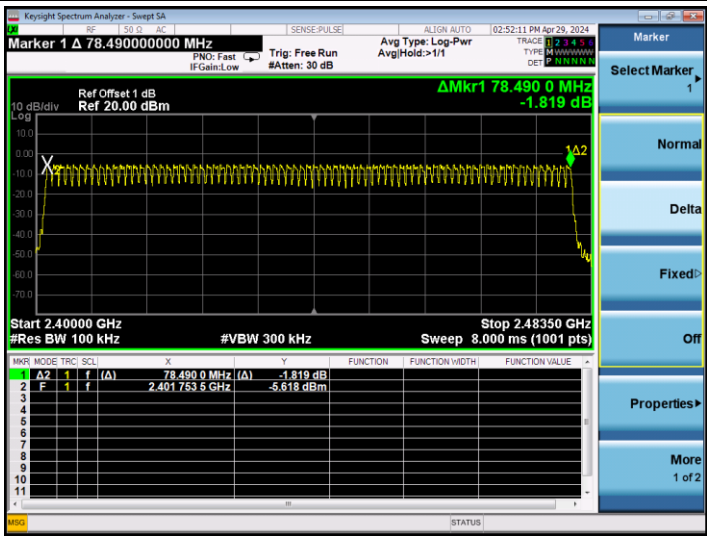 Keysight Spectrum Analyzer - Swept SA
LXI RF 50 Ω AC SENSE:PULSE ALIGN AUTO 02:52:11 PM Apr 29, 2024
Marker 1 Δ 78.490000000 MHz
PNO: Fast
IFGain:Low
Trig: Free Run
#Atten: 30 dB
Avg Type: Log-Pwr
Avg|Hold:>1/1
TRACE 1 2 3 4 5 6
TYPE M WWWWW
DET P N N N N N
ΔMkr1 78.490 0 MHz
-1.819 dB
Ref Offset 1 dB
10 dB/div Ref 20.00 dBm
Log
10.0
0.00
-10.0
-20.0
-30.0
-40.0
-50.0
-60.0
-70.0
X2
1Δ2
Start 2.40000 GHz Stop 2.48350 GHz
#Res BW 100 kHz #VBW 300 kHz Sweep 8.000 ms (1001 pts)
MKR MODE TRC SCL X Y FUNCTION FUNCTION WIDTH FUNCTION VALUE
1 Δ2 1 f (Δ) 78.490 0 MHz (Δ) -1.819 dB
2 F 1 f 2.401 753 5 GHz -5.618 dBm
3
4
5
6
7
8
9
10
11
MSG STATUS
Marker
Select Marker
1
Normal
Delta
Fixed
Off
Properties
More
1 of 2